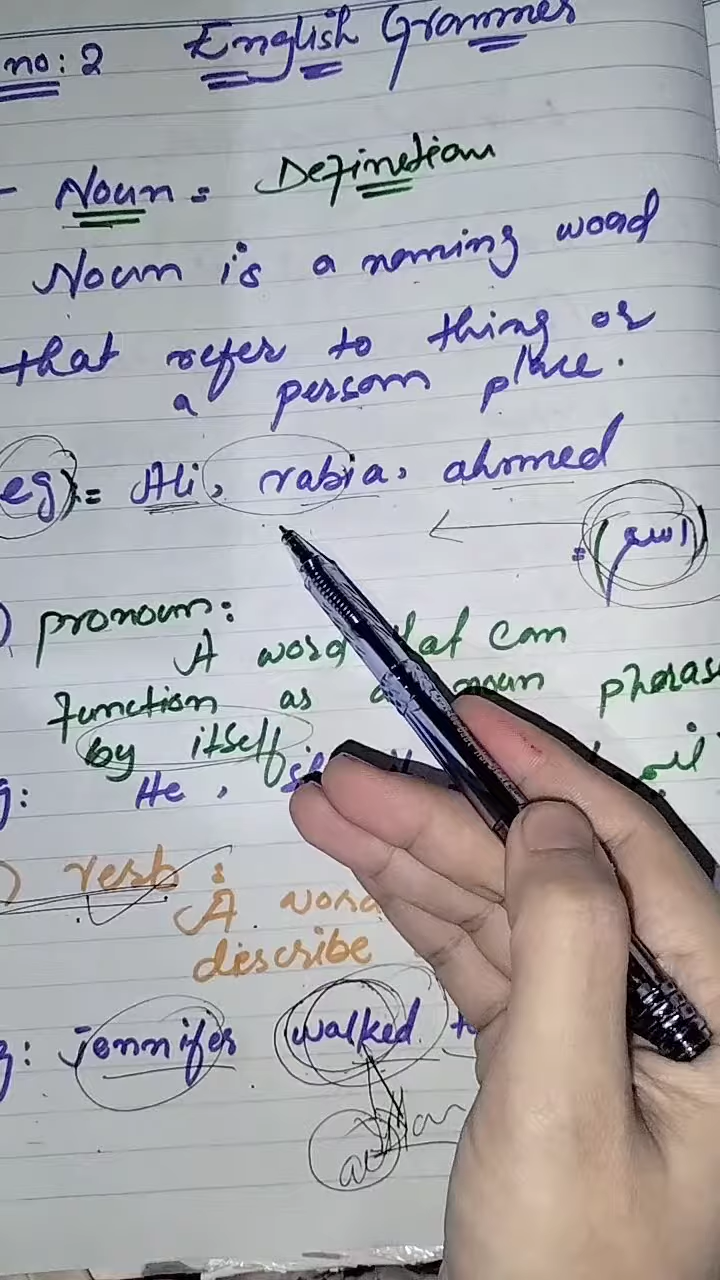 no: 2 English Grammer
- Noun = Definetion
Noun is a naming word
that refer to thing or
a person place.
eg) = Ali, rabia, ahmed
= (اسم)
) pronoun:
A word that can
function as a noun phrase
by itself
g: He,
) verb:
A word
describe
g: jennifer walked